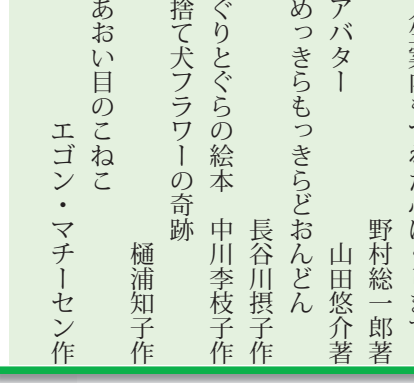 野村総一郎著
アバター
山田悠介著
めっきらもっきらどおんどん
長谷川摂子作
ぐりとぐらの絵本 中川李枝子作
捨て犬フラワーの奇跡
樋浦知子作
あおい目のこねこ
エゴン・マチーセン作